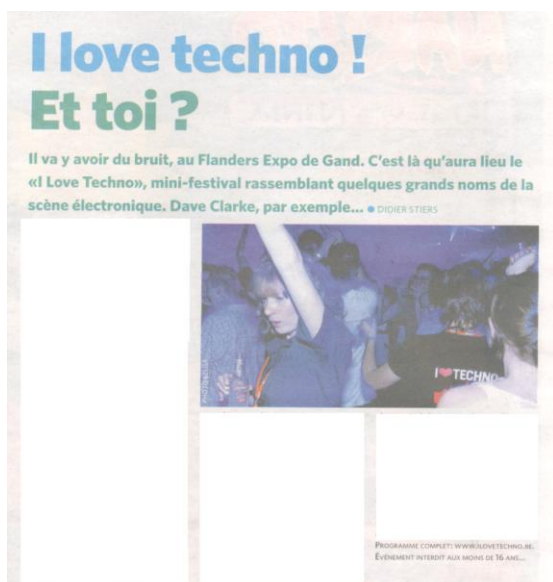 I love techno !
Et toi ?
Il va y avoir du bruit, au Flanders Expo de Gand. C'est là qu'aura lieu le
«I Love Techno», mini-festival rassemblant quelques grands noms de la
scène électronique. Dave Clarke, par exemple... ● DIDIER STIERS
I ❤ TECHNO
PROGRAMME COMPLET: WWW.ILOVETECHNO.BE.
ÉVÉNEMENT INTERDIT AUX MOINS DE 16 ANS...